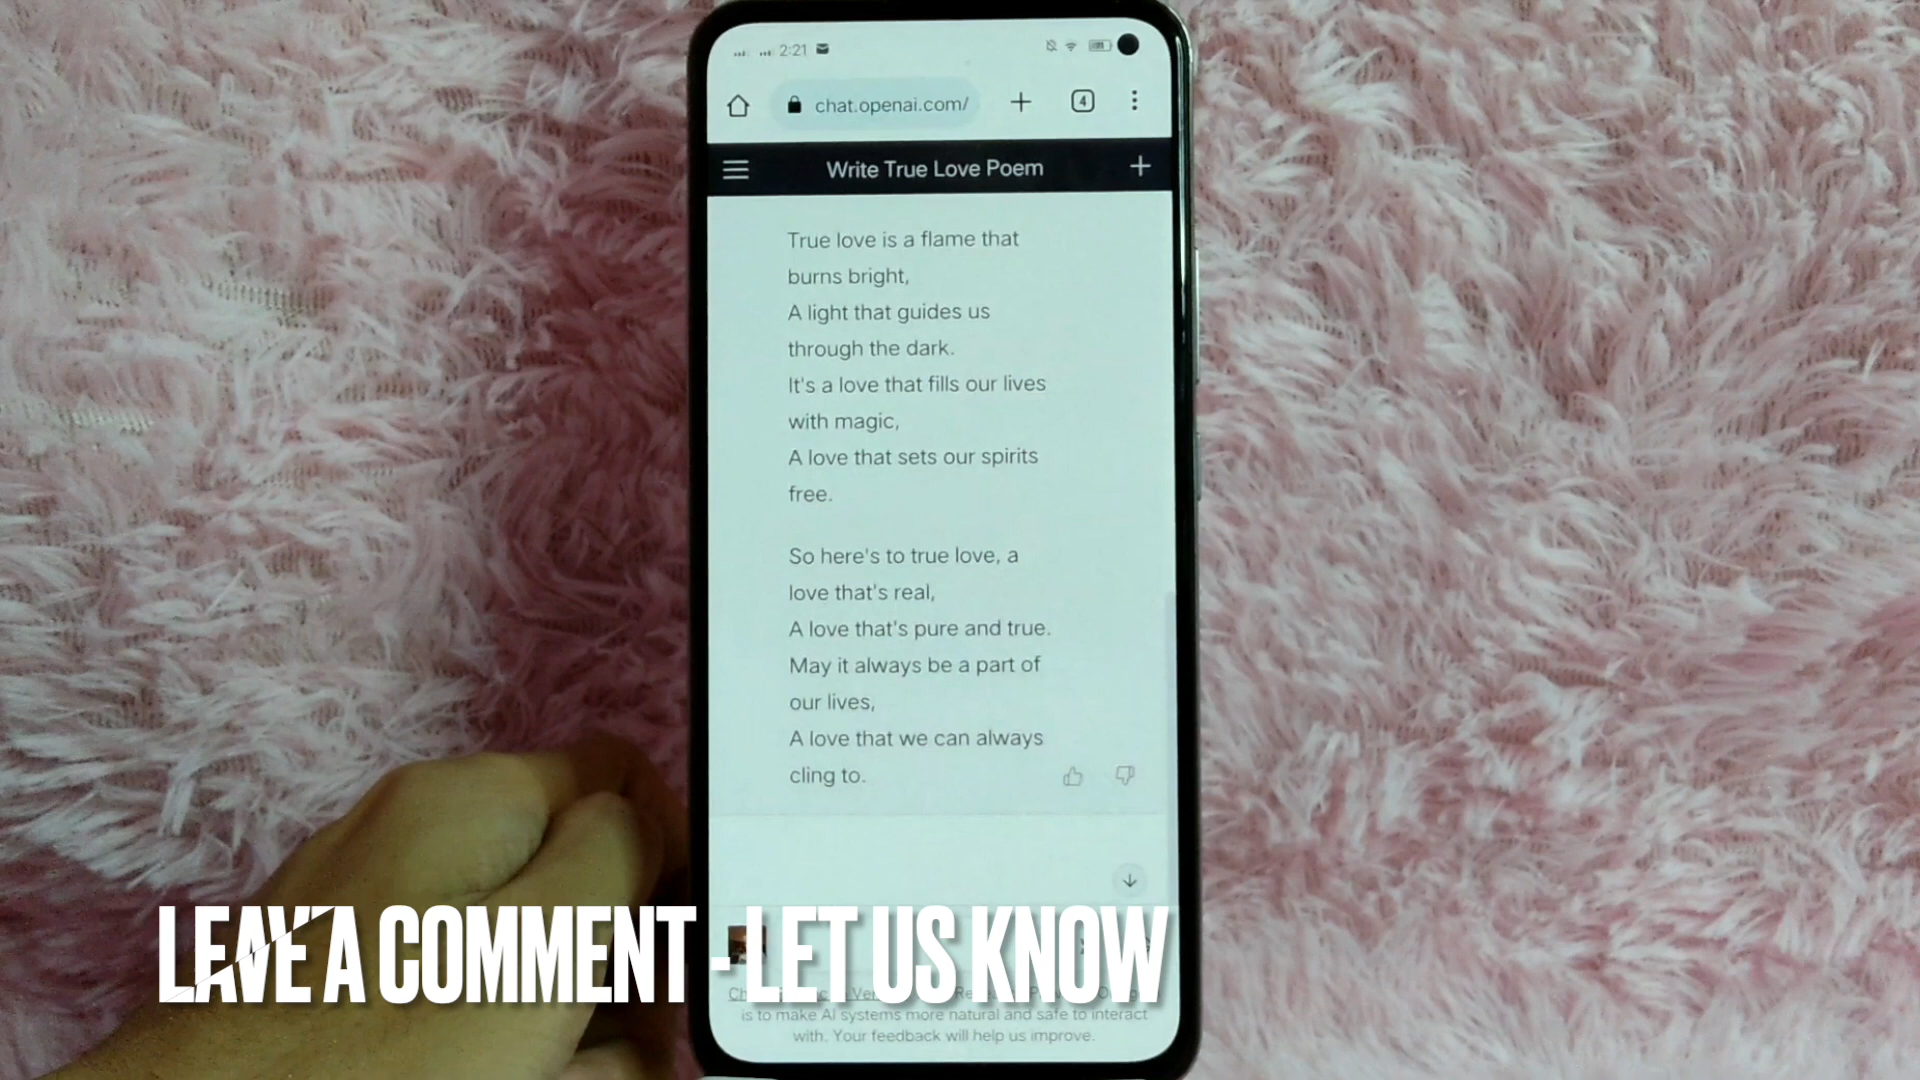 2:21
chat.openai.com/
4
Write True Love Poem
True love is a flame that
burns bright,
A light that guides us
through the dark.
It's a love that fills our lives
with magic,
A love that sets our spirits
free.
So here's to true love, a
love that's real,
A love that's pure and true.
May it always be a part of
our lives,
A love that we can always
cling to.
LEAVE A COMMENT - LET US KNOW
is to make AI systems more natural and safe to interact
with. Your feedback will help us improve.